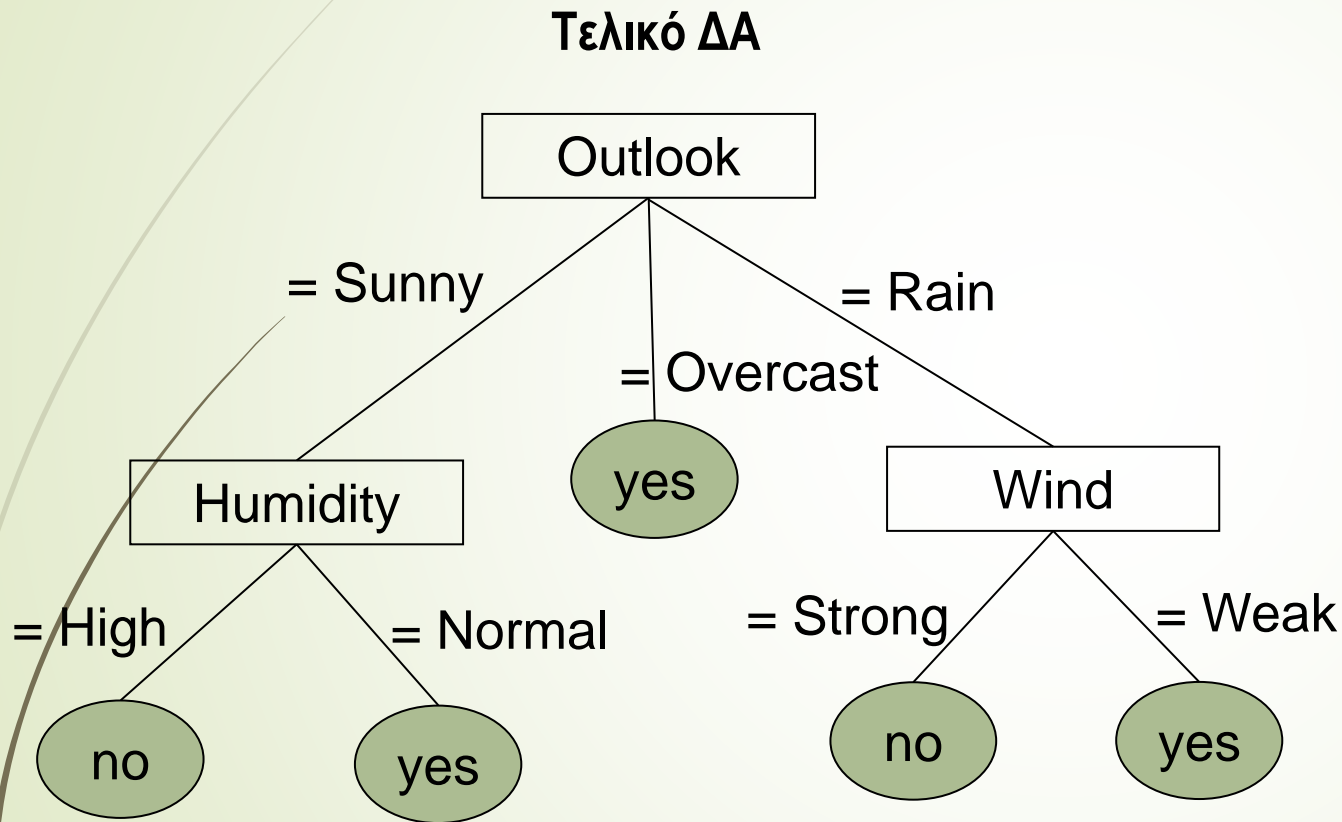 Τελικό ΔΑ
Outlook
= Sunny
= Rain
= Overcast
Humidity
yes
Wind
= High
= Normal
= Strong
= Weak
no
yes
no
yes